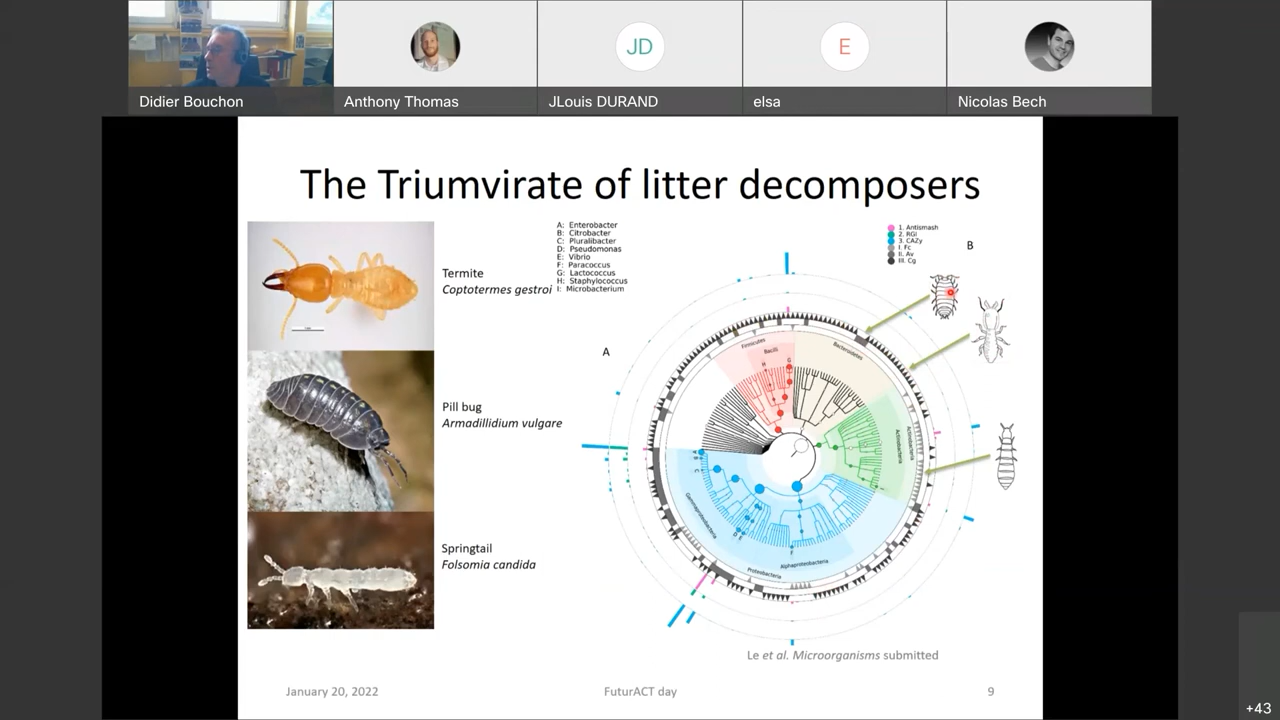 Didier Bouchon
Anthony Thomas
JLouis DURAND
elsa
Nicolas Bech
JD
E
The Triumvirate of litter decomposers
Termite
Coptotermes gestroi
Pill bug
Armadillidium vulgare
Springtail
Folsomia candida
A: Enterobacter
B: Citrobacter
C: Pluralibacter
D: Pseudomonas
E: Vibrio
F: Paracoccus
G: Lactococcus
H: Staphylococcus
I: Microbacterium
1. Antismash
2. RGI
3. CAZy
I. Fc
II. Av
III. Cg
B
A
Firmicutes
Bacilli
H
G
Bacteroidetes
Actinobacteria
Actinobacteria
Gammaproteobacteria
Proteobacteria
Alphaproteobacteria
C
D
F
Le et al. Microorganisms submitted
January 20, 2022
FuturACT day
9
+43